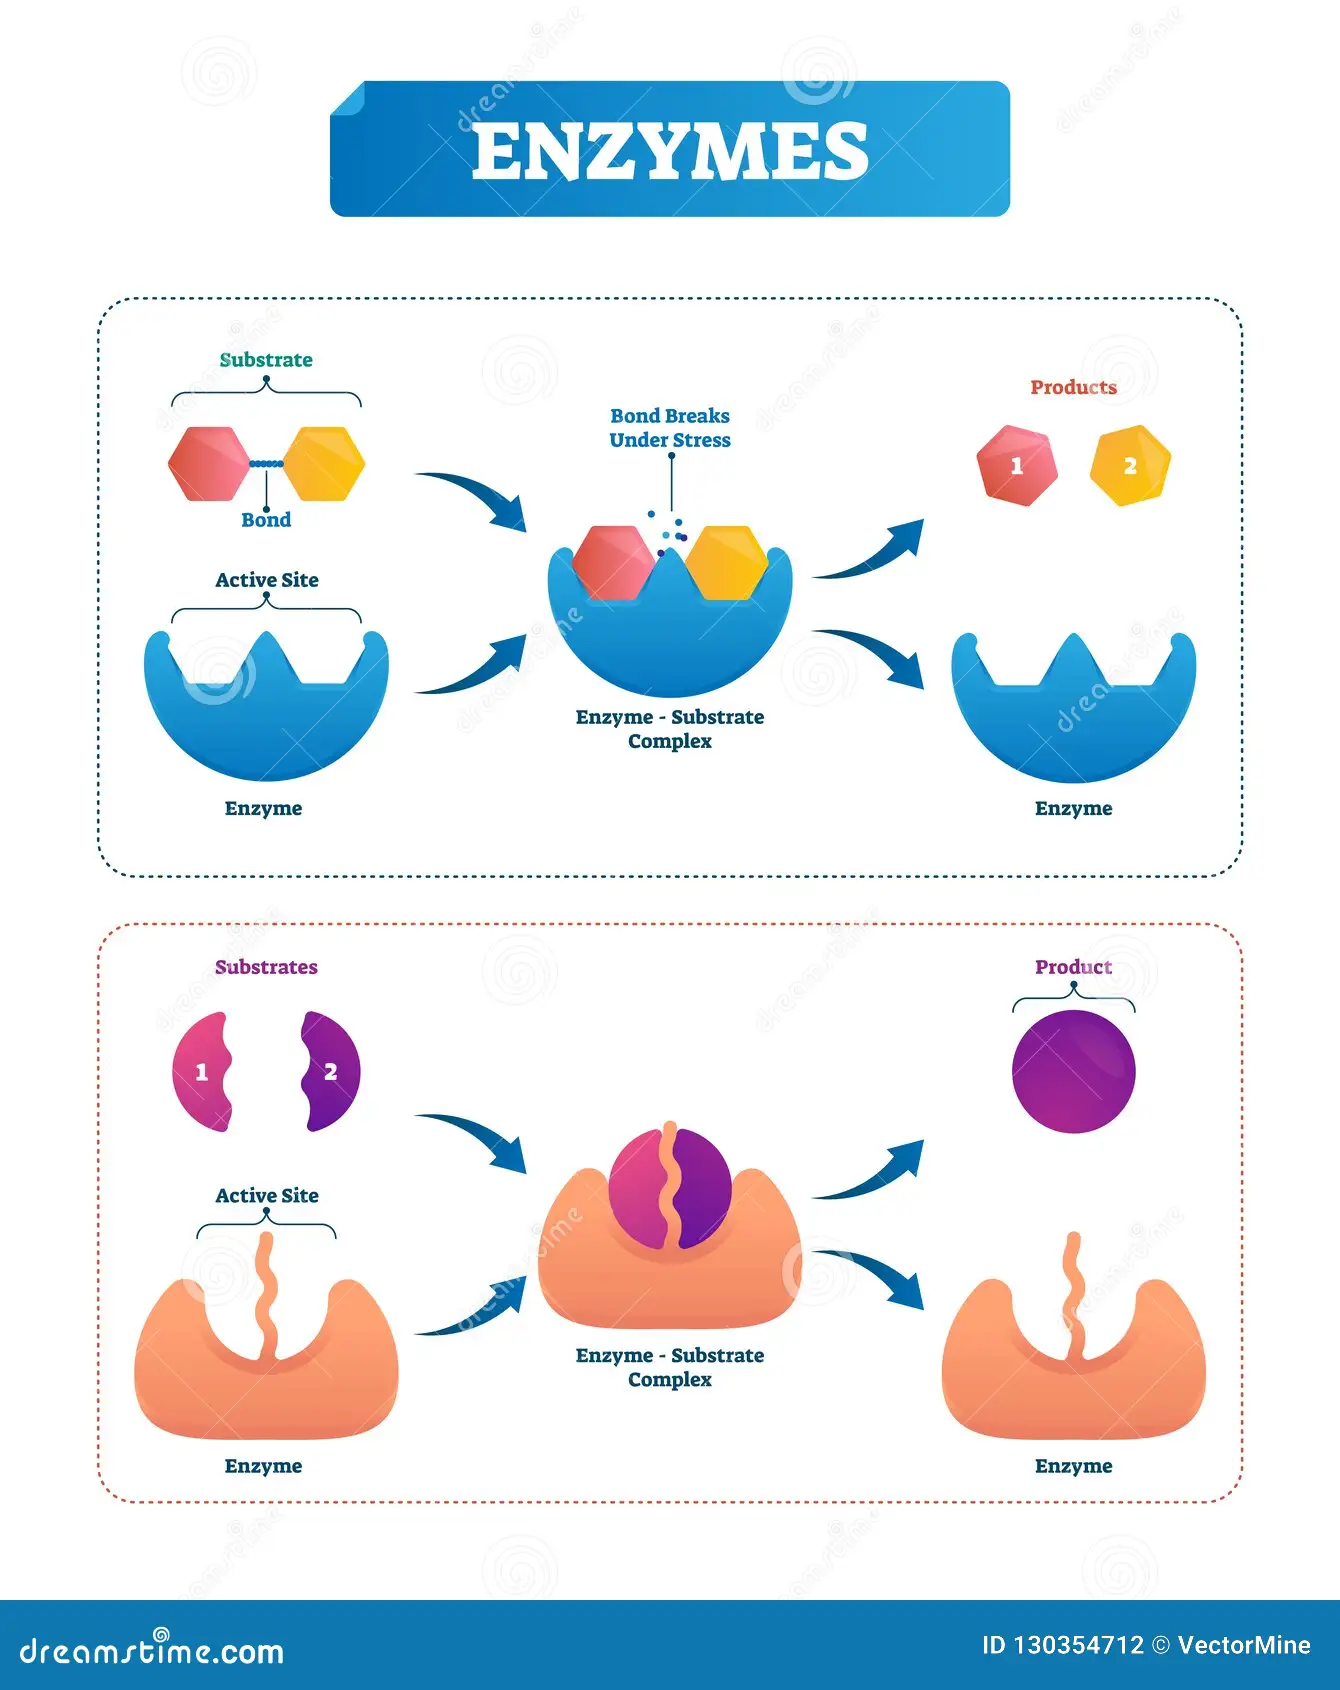 ENZYMES
Substrate
Bond
Active Site
Enzyme
Bond Breaks
Under Stress
Enzyme - Substrate
Complex
Products
1
2
Enzyme
Substrates
1
2
Active Site
Enzyme
Enzyme - Substrate
Complex
Product
Enzyme
dreamstime.com
ID 130354712 © VectorMine